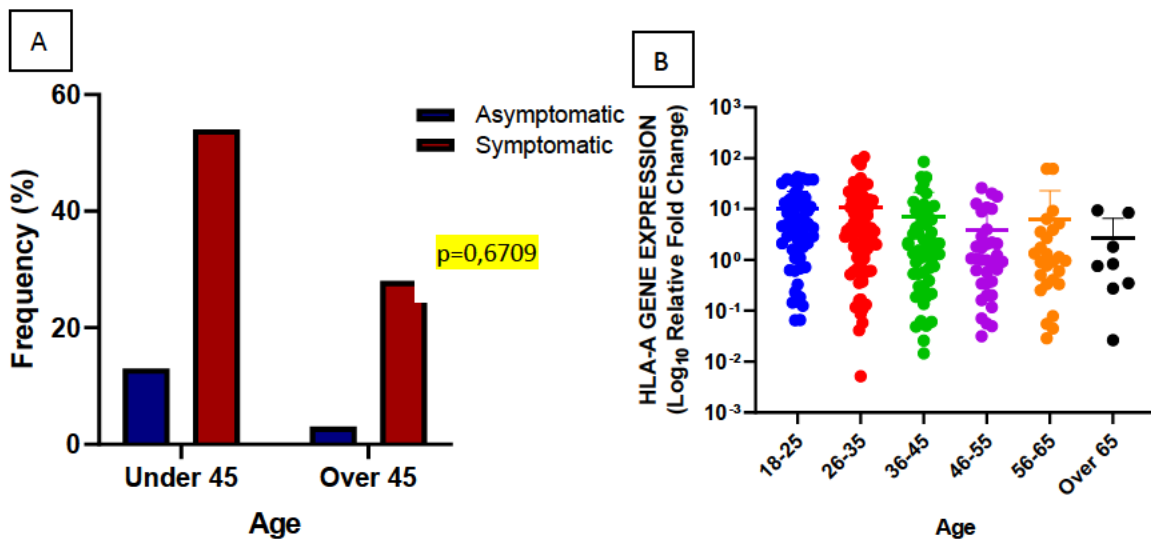 A
60
40
20
0
Frequency (%)
Asymptomatic
Symptomatic
p=0,6709
Under 45
Over 45
Age
B
HLA-A GENE EXPRESSION
(Log₁₀ Relative Fold Change)
10³
10²
10¹
10⁰
10⁻¹
10⁻²
10⁻³
18-25
26-35
36-45
46-55
56-65
Over 65
Age